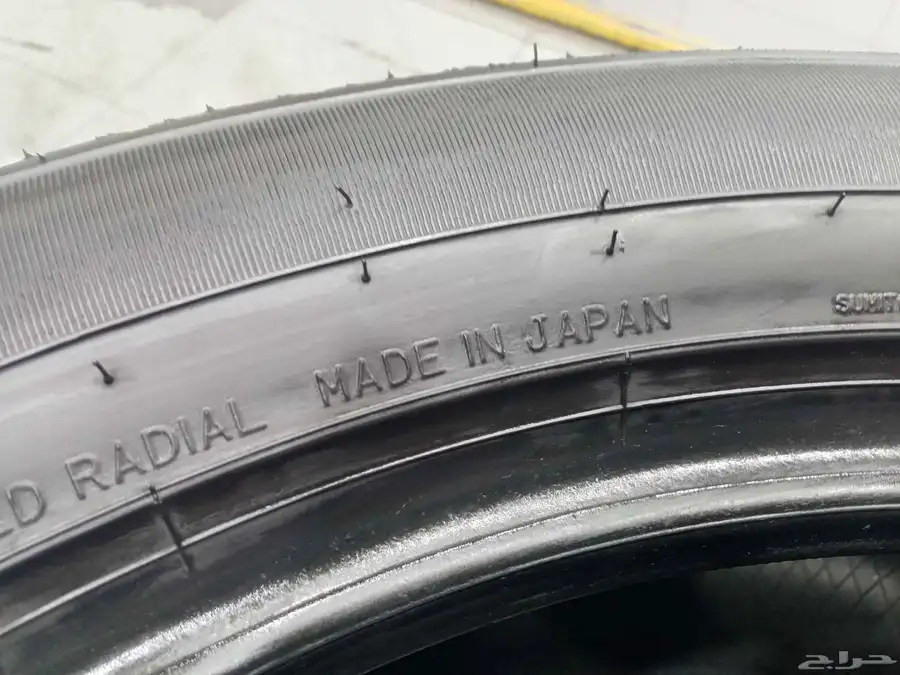 RADIAL MADE IN JAPAN
حراج